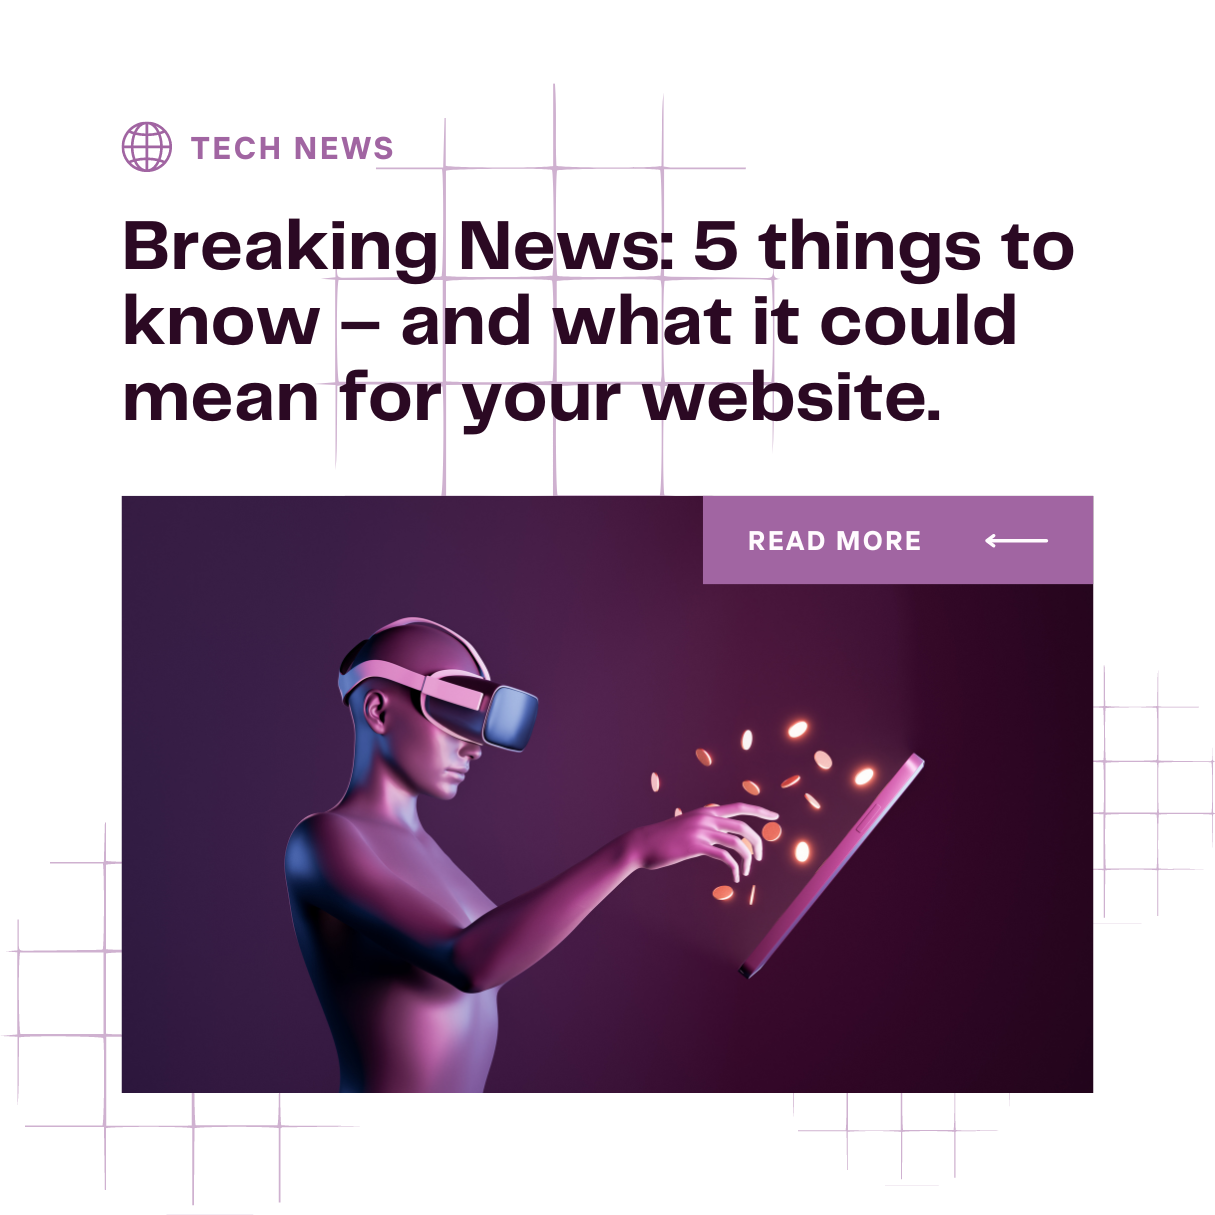 TECH NEWS
Breaking News: 5 things to
know – and what it could
mean for your website.
READ MORE